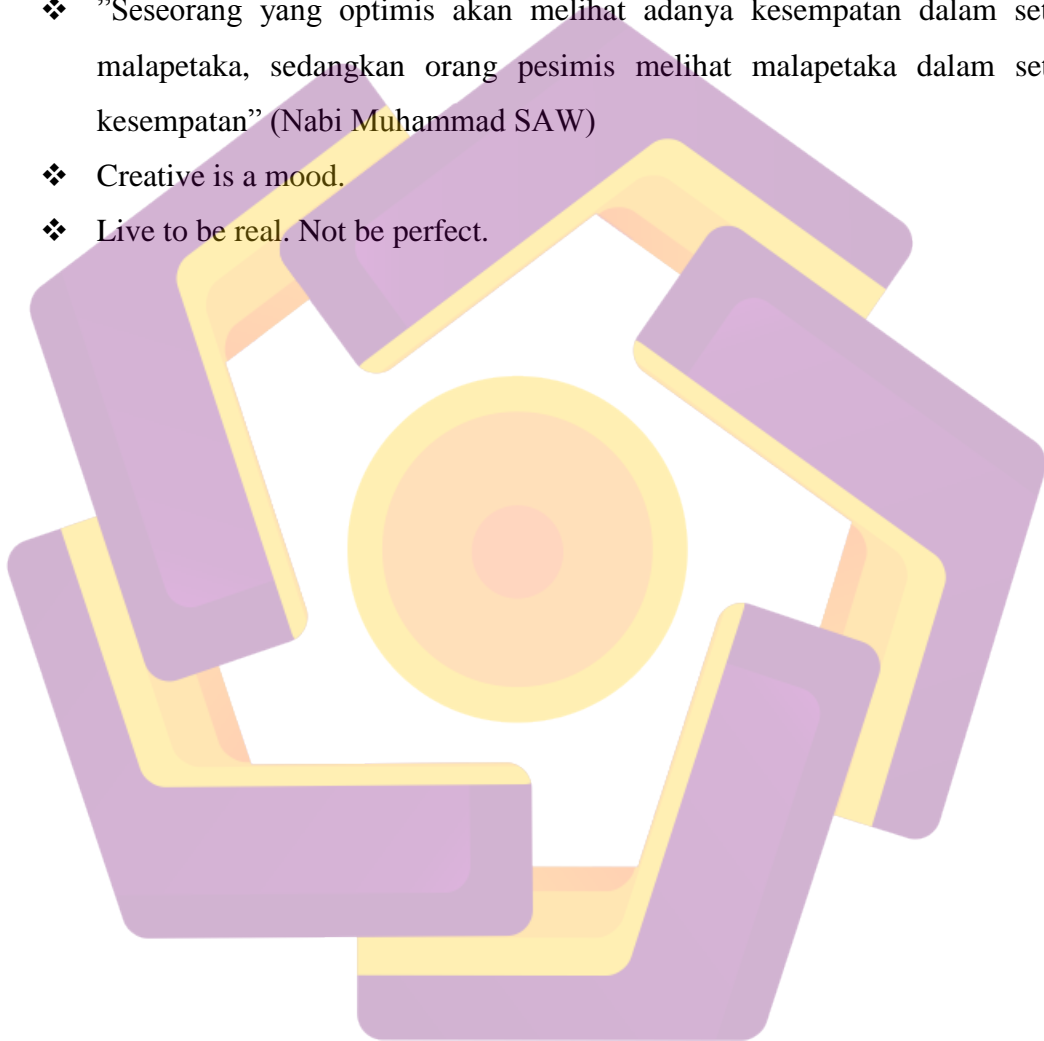 ❖ ”Seseorang yang optimis akan melihat adanya kesempatan dalam set
malapetaka, sedangkan orang pesimis melihat malapetaka dalam set
kesempatan” (Nabi Muhammad SAW)
❖ Creative is a mood.
❖ Live to be real. Not be perfect.